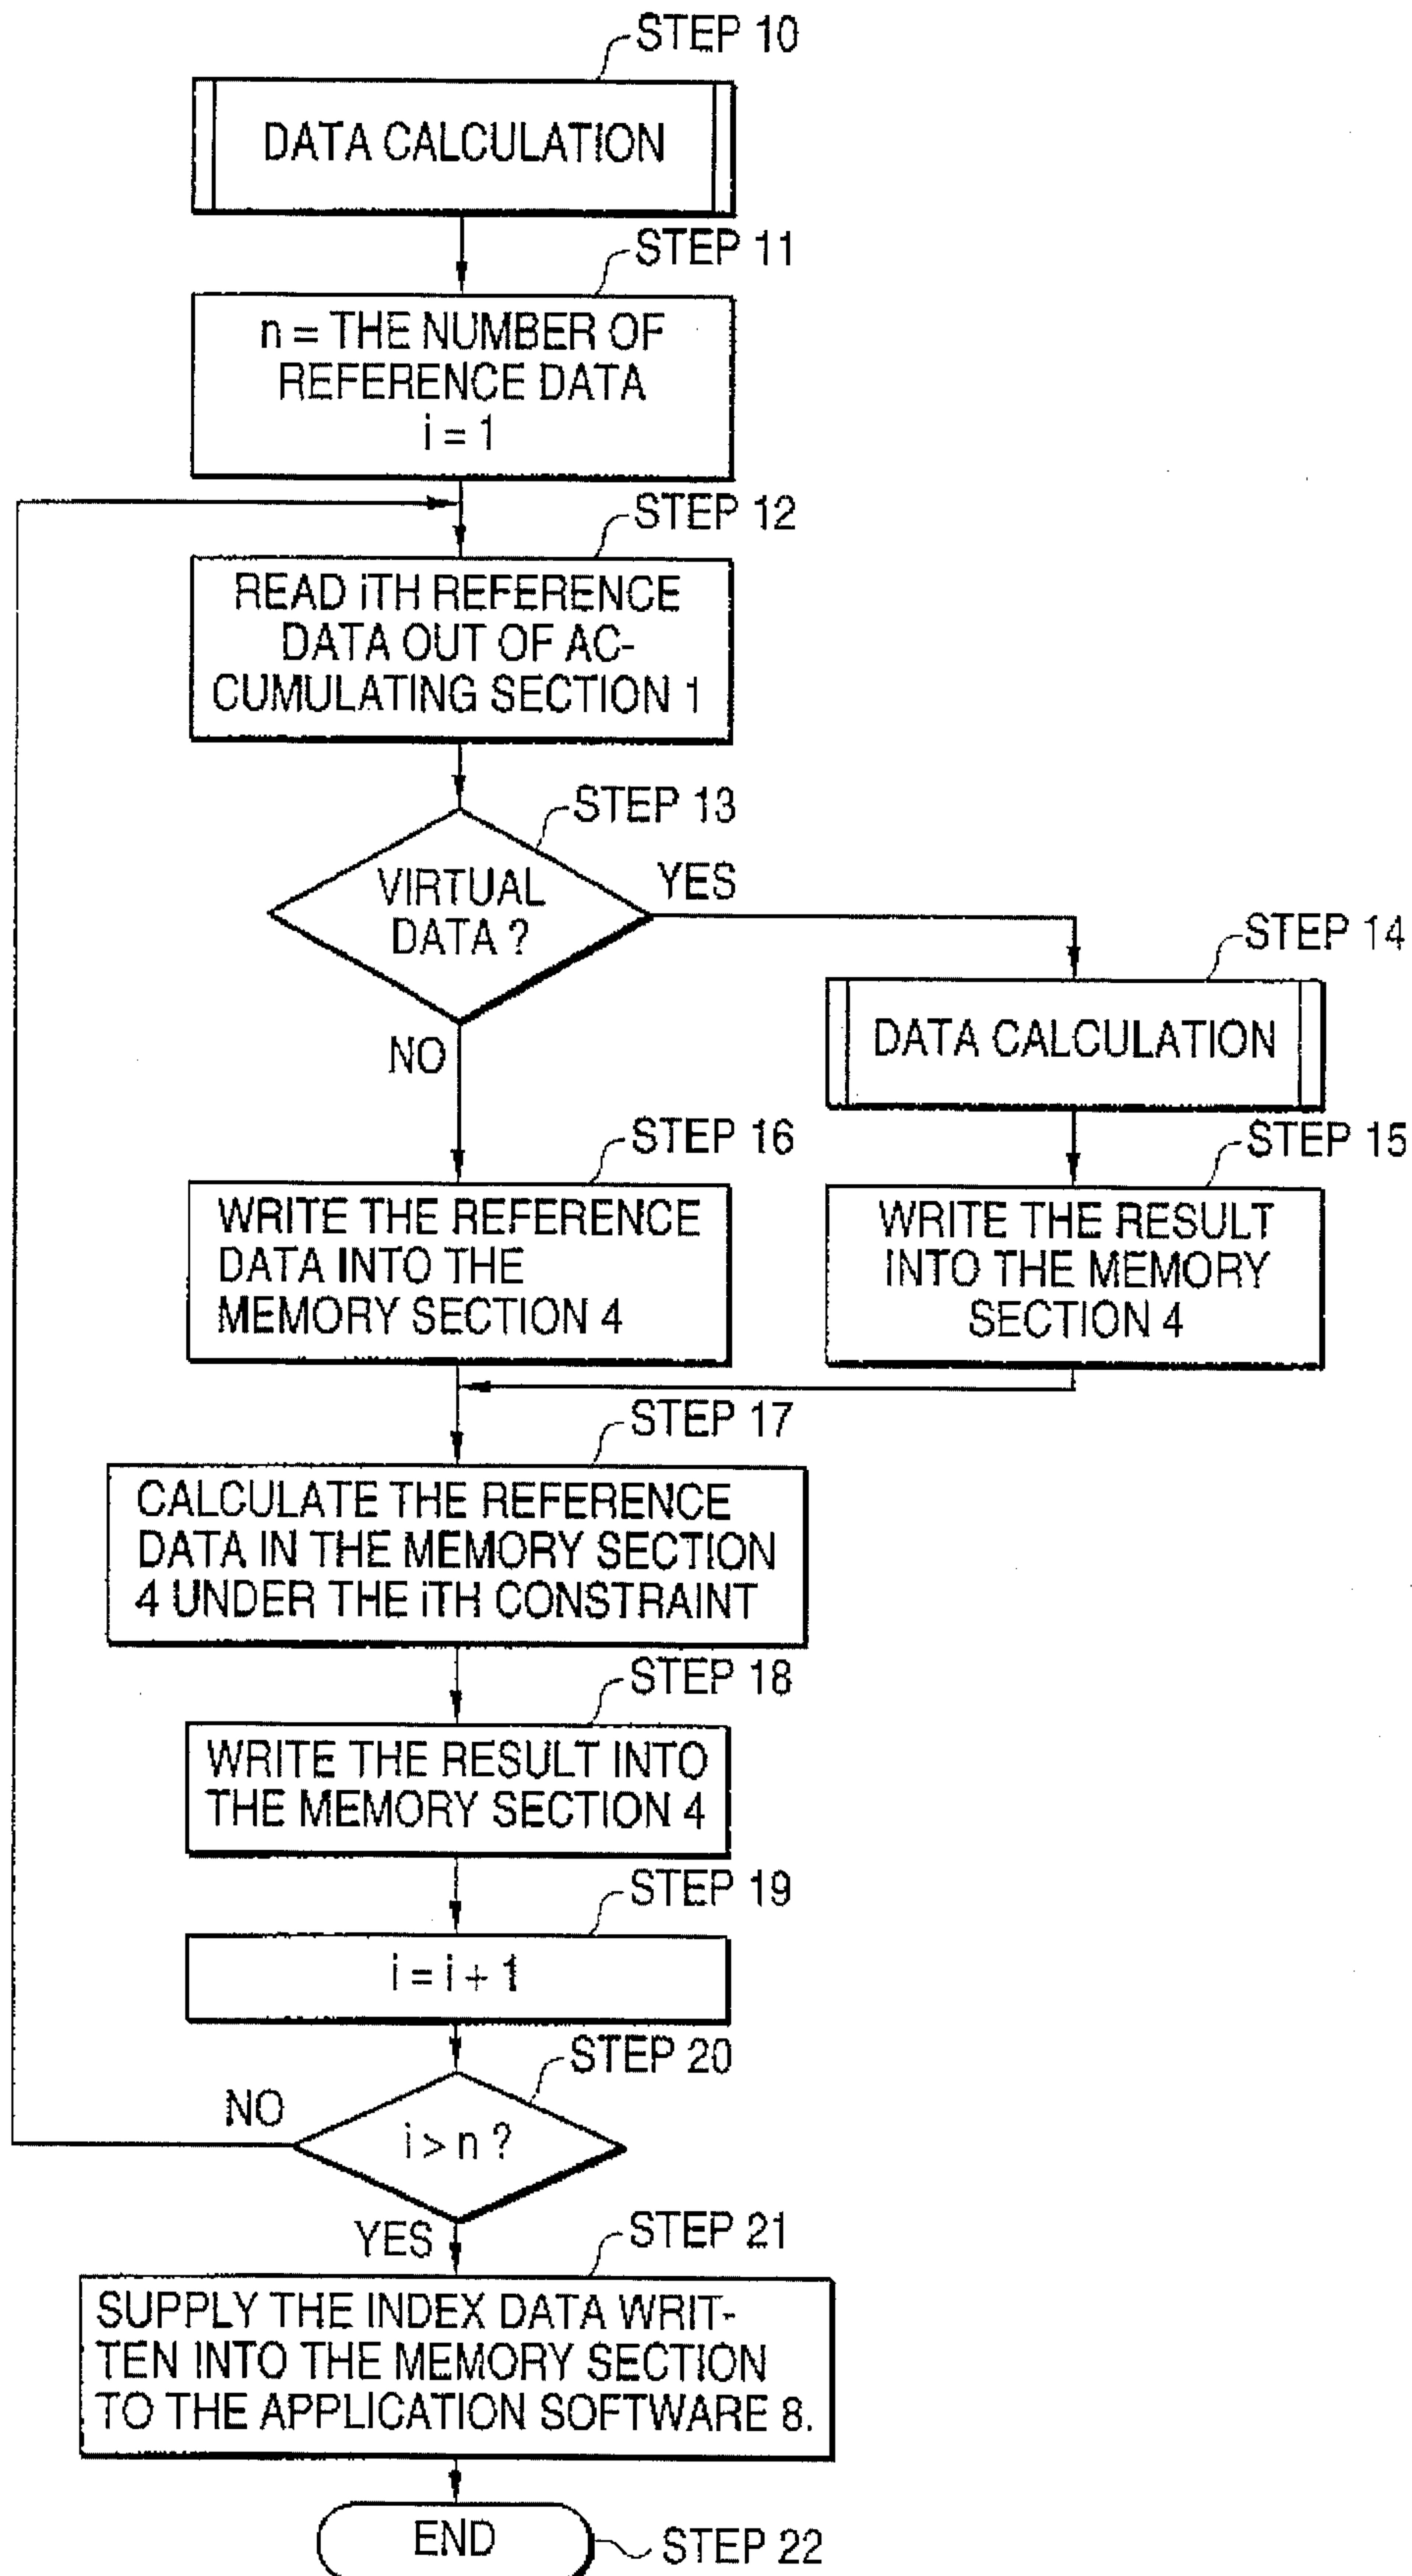 STEP 10
DATA CALCULATION
STEP 11
n = THE NUMBER OF
REFERENCE DATA
i = 1
STEP 12
READ iTH REFERENCE
DATA OUT OF AC-
CUMULATING SECTION 1
STEP 13
VIRTUAL
DATA ?
YES
NO
STEP 14
DATA CALCULATION
STEP 15
WRITE THE RESULT
INTO THE MEMORY
SECTION 4
STEP 16
WRITE THE REFERENCE
DATA INTO THE
MEMORY SECTION 4
STEP 17
CALCULATE THE REFERENCE
DATA IN THE MEMORY SECTION
4 UNDER THE iTH CONSTRAINT
STEP 18
WRITE THE RESULT INTO
THE MEMORY SECTION 4
STEP 19
i = i + 1
STEP 20
NO
i > n ?
YES
STEP 21
SUPPLY THE INDEX DATA WRIT-
TEN INTO THE MEMORY SECTION
TO THE APPLICATION SOFTWARE 8.
END
STEP 22